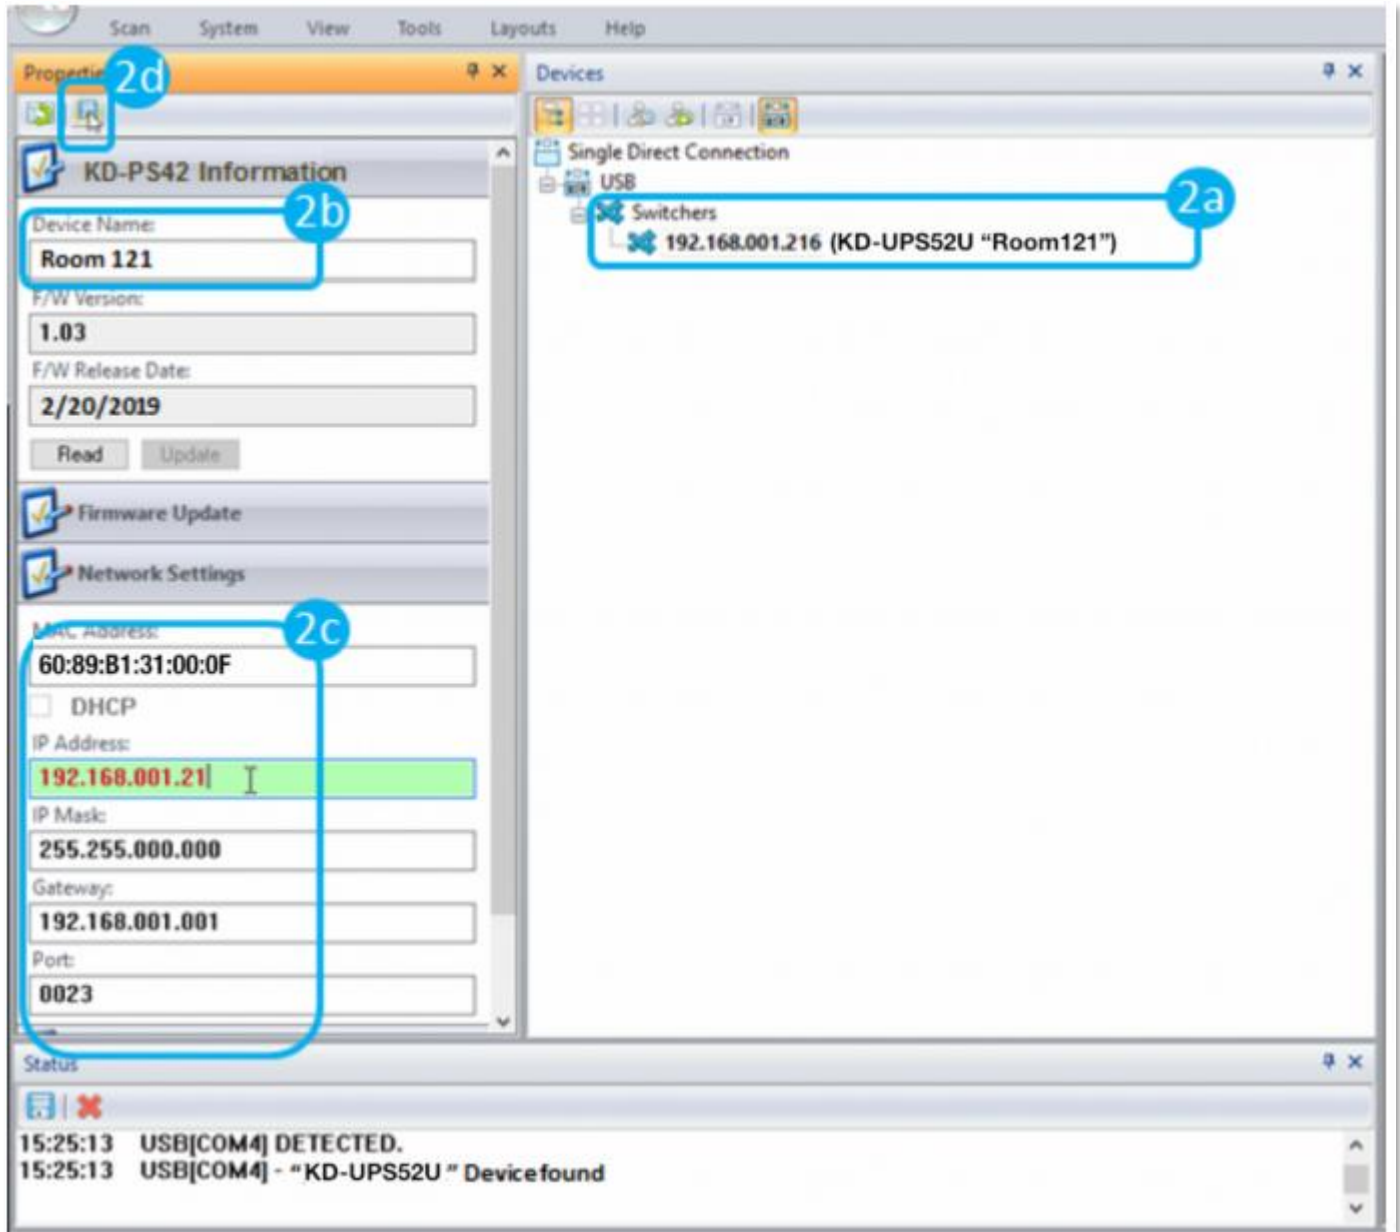 Scan System View Tools Layouts Help
Properties
2d
Devices
KD-PS42 Information
Single Direct Connection
USB
Switchers
2a
192.168.001.216 (KD-UPS52U “Room121”)
2b
Device Name:
Room 121
F/W Version:
1.03
F/W Release Date:
2/20/2019
Read Update
Firmware Update
Network Settings
2c
MAC Address:
60:89:B1:31:00:0F
DHCP
IP Address:
192.168.001.21
IP Mask:
255.255.000.000
Gateway:
192.168.001.001
Port:
0023
Status
15:25:13 USB[COM4] DETECTED.
15:25:13 USB[COM4] - “KD-UPS52U ” Devicefound